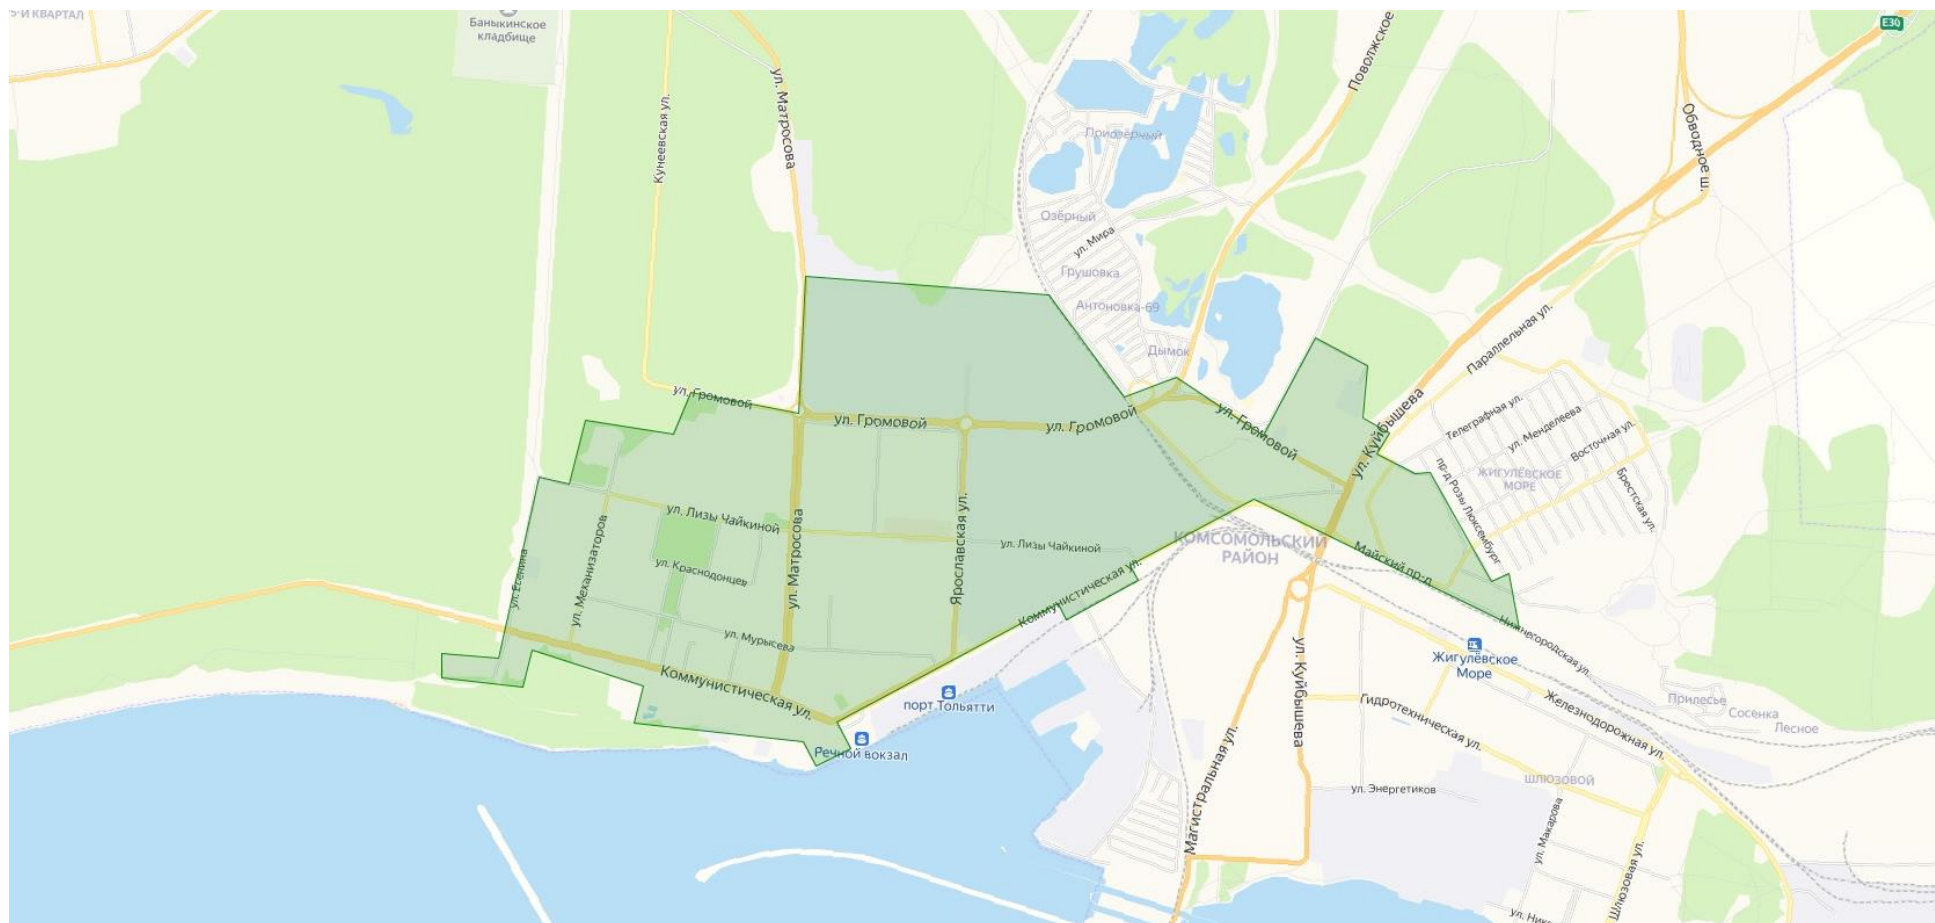 5-Й КВАРТАЛ
Баныкинское
кладбище
E30
Поволжское
ул. Матросова
Кунеевская ул.
Обводное ш.
Приозёрный
Озёрный
ул. Мира
Грушовка
Антоновка-69
Дымок
Параллельная ул.
ул. Громовой
ул. Громовой
ул. Громовой
ул. Громовой
ул. Куйбышева
Телеграфная ул.
ул. Менделеева
Восточная ул.
ЖИГУЛЁВСКОЕ
МОРЕ
Брестская ул.
пр-д Розы Люксембург
ул. Лизы Чайкиной
ул. Матросова
Ярославская ул.
ул. Лизы Чайкиной
КОМСОМОЛЬСКИЙ
РАЙОН
Майский пр-д
ул. Есенина
ул. Механизаторов
ул. Краснодонцев
Коммунистическая ул.
ул. Мурысева
Коммунистическая ул.
Нижнегородская ул.
Жигулёвское
Море
порт Тольятти
Речной вокзал
ул. Куйбышева
Магистральная ул.
Гидротехническая ул.
Железнодорожная ул.
Прилесье
Сосенка
Лесное
ШЛЮЗОВОЙ
ул. Энергетиков
ул. Макарова
Шлюзовая ул.
ул. Нико